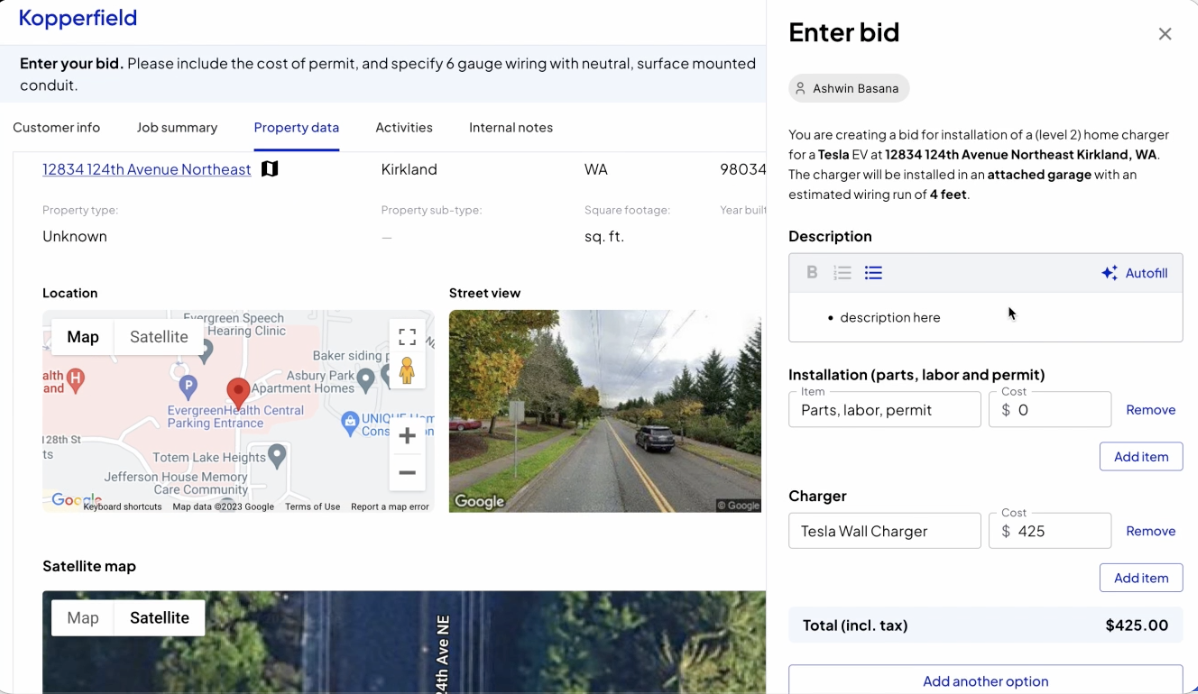 Kopperfield
Enter your bid. Please include the cost of permit, and specify 6 gauge wiring with neutral, surface mounted
conduit.
Customer info
Job summary
Property data
Activities
Internal notes
12834 124th Avenue Northeast
Kirkland
WA
98034
Property type:
Property sub-type:
Square footage:
Year built
Unknown
—
sq. ft.
Location
Map
Satellite
Evergreen Speech
Hearing Clinic
Baker siding
Asbury Park
Apartment Homes
alth
and
H
P
EvergreenHealth Central
Parking Entrance
UNIQUE Hom
Cons
128th St
ts
Totem Lake Heights
Jefferson House Memory
Care Community
Google
Keyboard shortcuts
Map data ©2023 Google
Terms of Use
Report a map error
Street view
Google
© Google
Satellite map
Map
Satellite
24th Ave NE
Enter bid
Ashwin Basana
You are creating a bid for installation of a (level 2) home charger
for a Tesla EV at 12834 124th Avenue Northeast Kirkland, WA.
The charger will be installed in an attached garage with an
estimated wiring run of 4 feet.
Description
B
Autofill
• description here
Installation (parts, labor and permit)
Item
Parts, labor, permit
Cost
$ 0
Remove
Add item
Charger
Tesla Wall Charger
Cost
$ 425
Remove
Add item
Total (incl. tax)
$425.00
Add another option